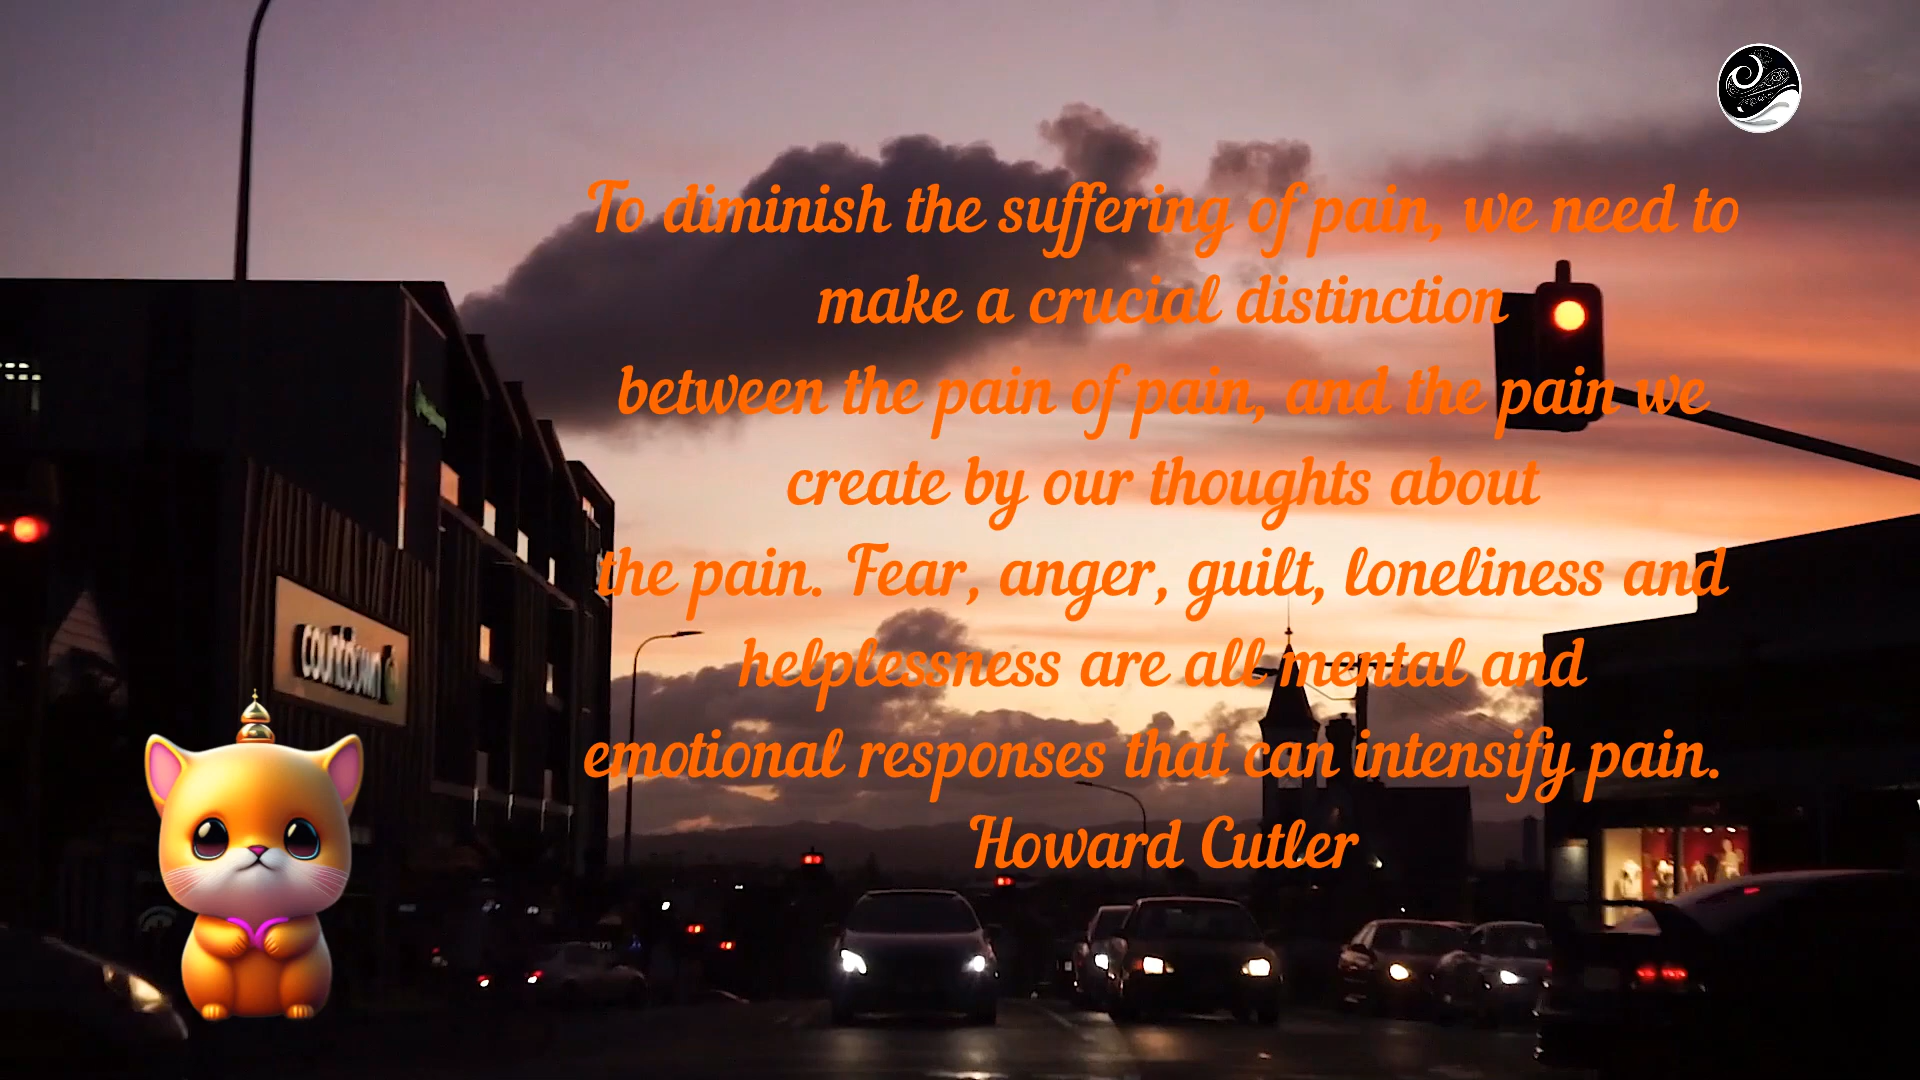 To diminish the suffering of pain, we need to
make a crucial distinction
between the pain of pain, and the pain we
create by our thoughts about
the pain. Fear, anger, guilt, loneliness and
helplessness are all mental and
emotional responses that can intensify pain.
Howard Cutler
countdown